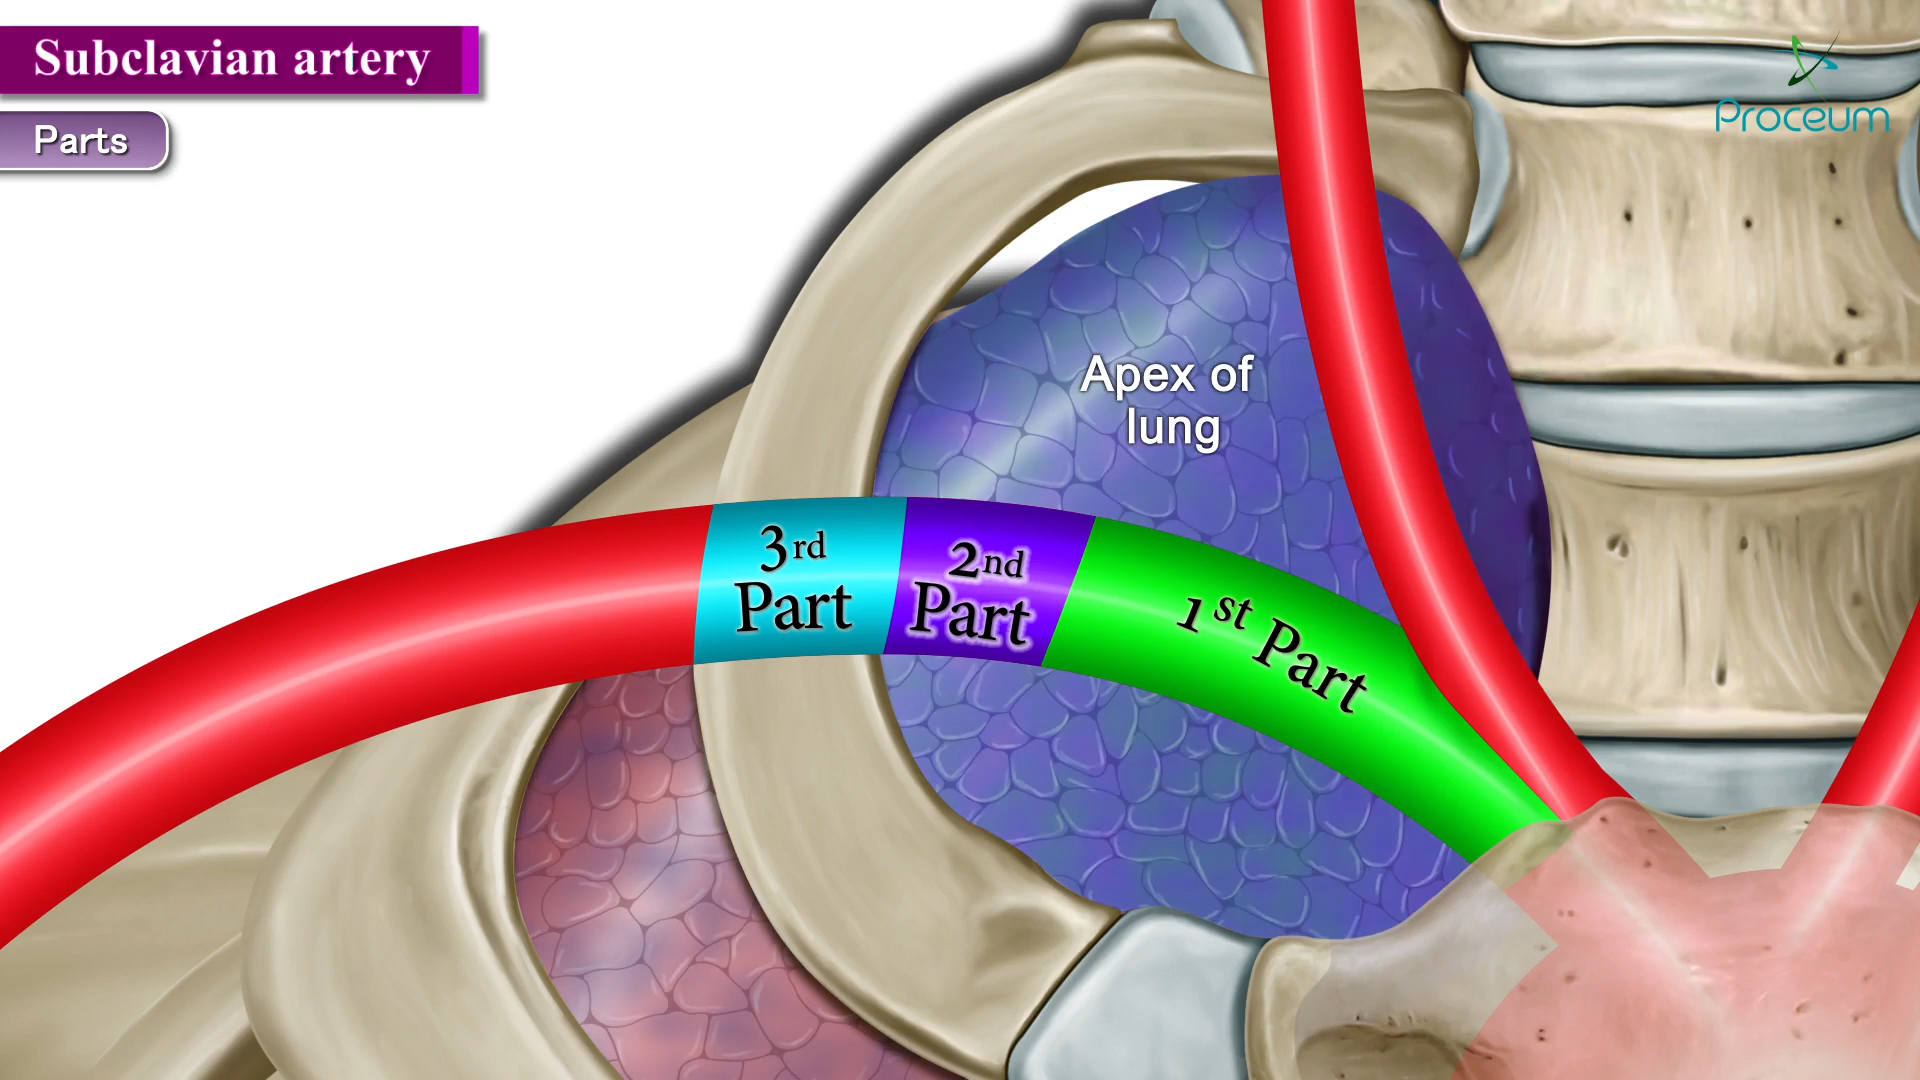 Subclavian artery
Parts
Proceum
Apex of
lung
3rd
Part
2nd
Part
1st Part